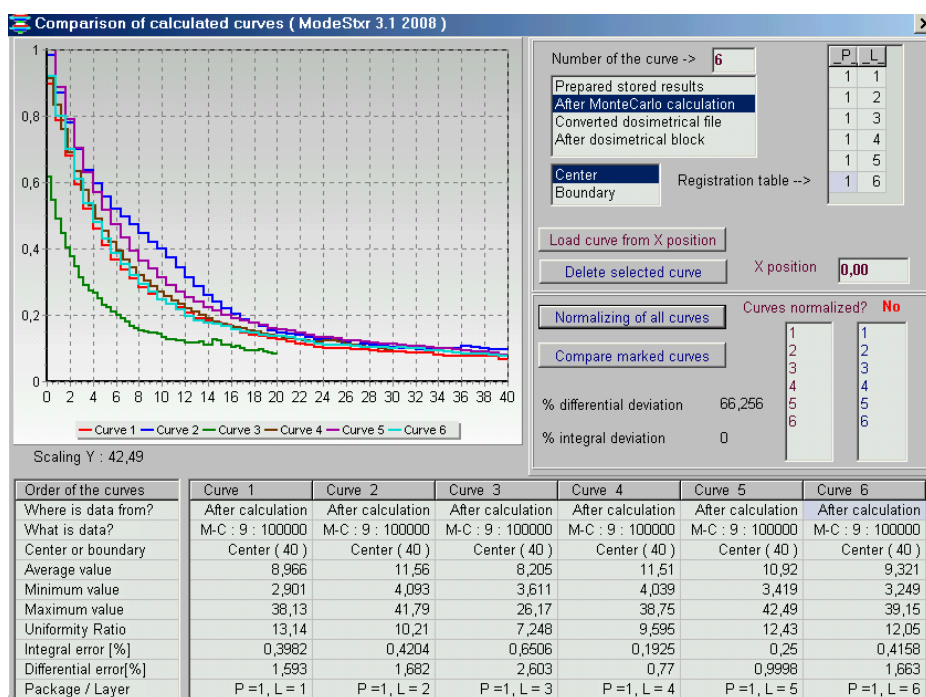 Comparison of calculated curves ( ModeStxr 3.1 2008 )
1
0,8
0,6
0,4
0,2
0
0 2 4 6 8 10 12 14 16 18 20 22 24 26 28 30 32 34 36 38 40
Curve 1 Curve 2 Curve 3 Curve 4 Curve 5 Curve 6
Scaling Y : 42,49
Number of the curve -> 6
Prepared stored results
After MonteCarlo calculation
Converted dosimetrical file
After dosimetrical block
Center
Boundary
Registration table -->
_P_ _L_
1 1
1 2
1 3
1 4
1 5
1 6
Load curve from X position
Delete selected curve
X position 0,00
Normalizing of all curves
Curves normalized? No
Compare marked curves
1 1
2 2
3 3
4 4
5 5
6 6
% differential deviation 66,256
% integral deviation 0
Order of the curves Curve 1 Curve 2 Curve 3 Curve 4 Curve 5 Curve 6
Where is data from? After calculation After calculation After calculation After calculation After calculation After calculation
What is data? M-C : 9 : 100000 M-C : 9 : 100000 M-C : 9 : 100000 M-C : 9 : 100000 M-C : 9 : 100000 M-C : 9 : 100000
Center or boundary Center ( 40 ) Center ( 40 ) Center ( 40 ) Center ( 40 ) Center ( 40 ) Center ( 40 )
Average value 8,966 11,56 8,205 11,51 10,92 9,321
Minimum value 2,901 4,093 3,611 4,039 3,419 3,249
Maximum value 38,13 41,79 26,17 38,75 42,49 39,15
Uniformity Ratio 13,14 10,21 7,248 9,595 12,43 12,05
Integral error [%] 0,3982 0,4204 0,6506 0,1925 0,25 0,4158
Differential error[%] 1,593 1,682 2,603 0,77 0,9998 1,663
Package / Layer P =1, L = 1 P =1, L = 2 P =1, L = 3 P =1, L = 4 P =1, L = 5 P =1, L = 6